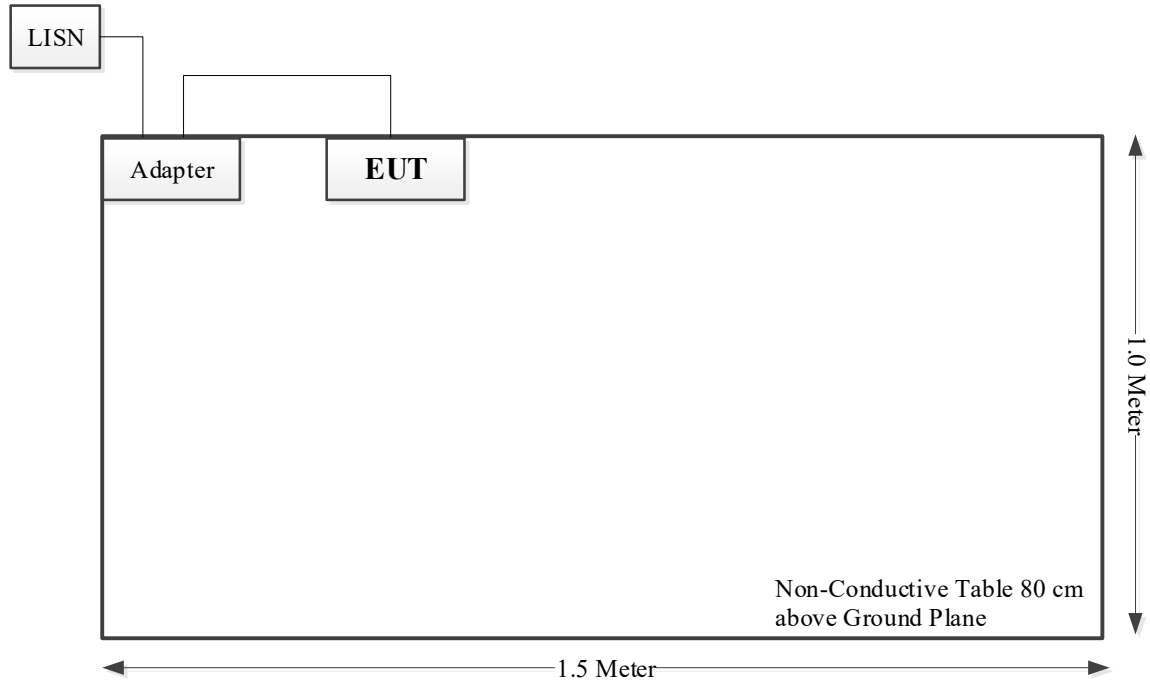 LISN
Adapter
EUT
1.0 Meter
Non-Conductive Table 80 cm
above Ground Plane
1.5 Meter